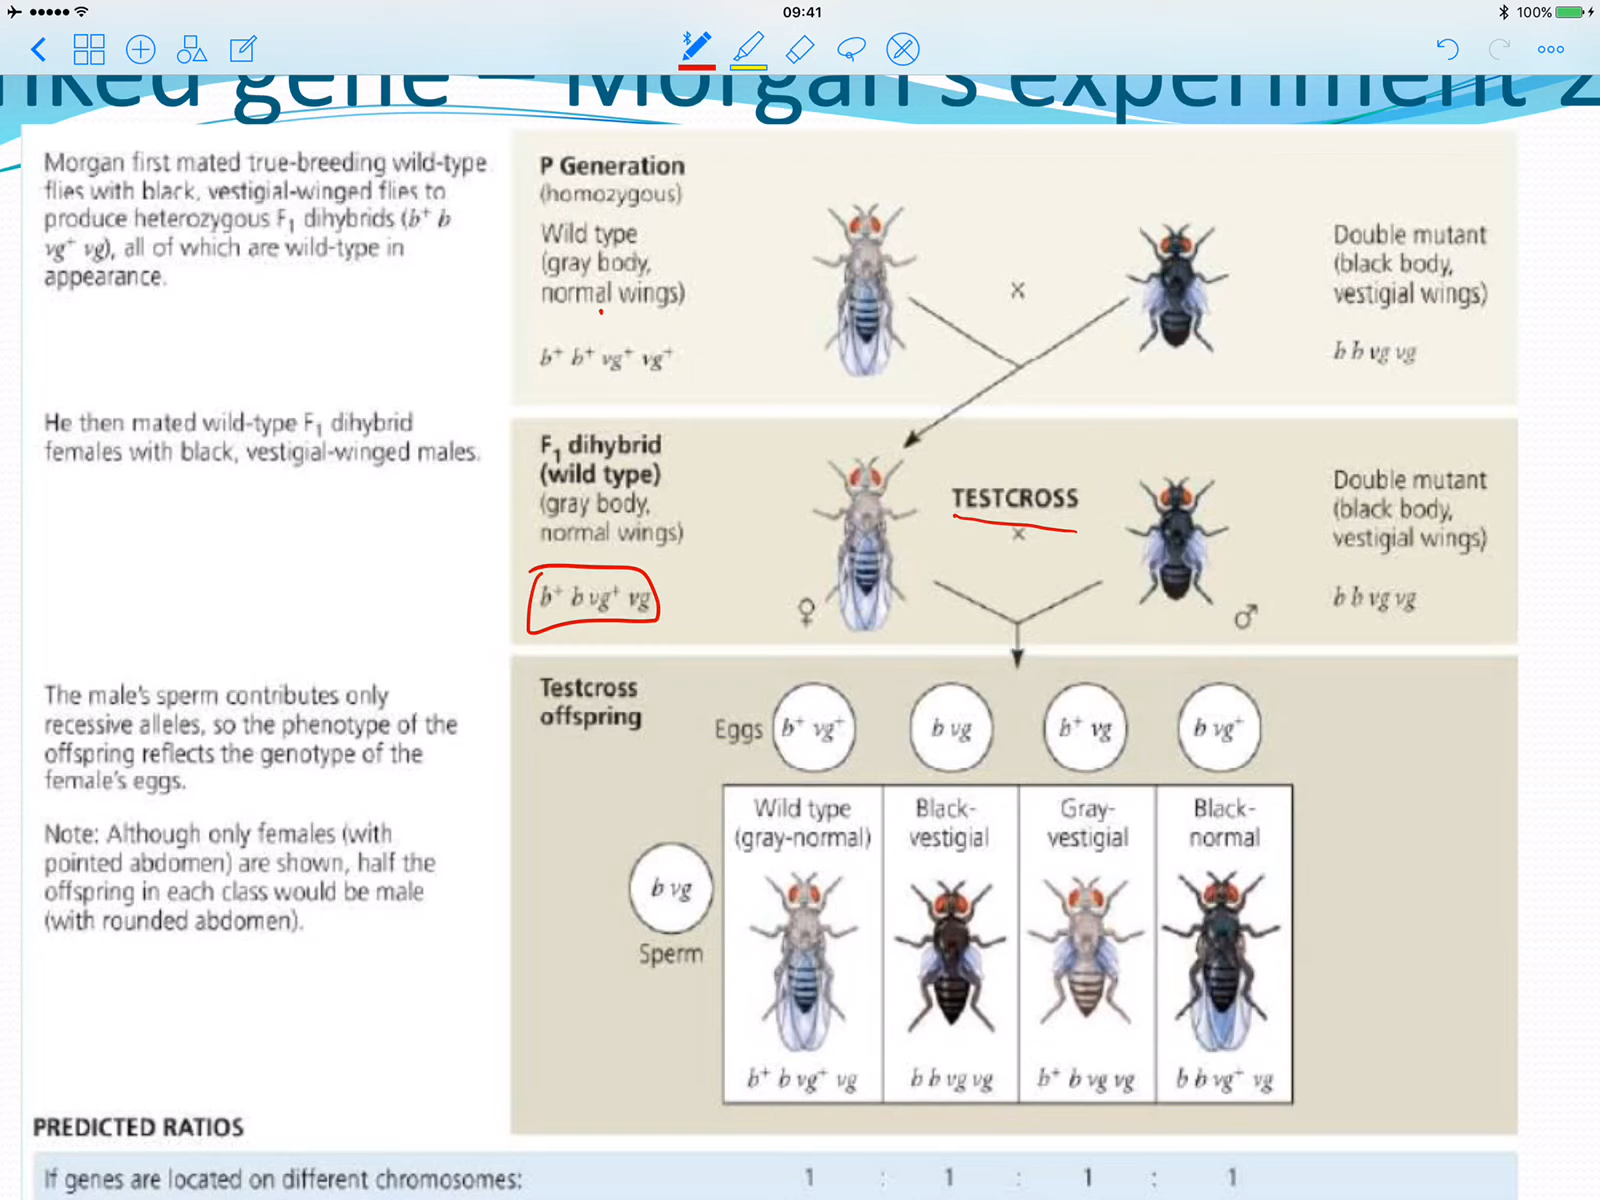 09:41
100%
nked gene – Morgan's experiment 2
Morgan first mated true-breeding wild-type
flies with black, vestigial-winged flies to
produce heterozygous F₁ dihybrids (b⁺ b
vg⁺ vg), all of which are wild-type in
appearance.
P Generation
(homozygous)
Wild type
(gray body,
normal wings)
b⁺ b⁺ vg⁺ vg⁺
x
Double mutant
(black body,
vestigial wings)
b b vg vg
He then mated wild-type F₁ dihybrid
females with black, vestigial-winged males.
F₁ dihybrid
(wild type)
(gray body,
normal wings)
b⁺ b vg⁺ vg
♀
TESTCROSS
x
♂
Double mutant
(black body,
vestigial wings)
b b vg vg
The male's sperm contributes only
recessive alleles, so the phenotype of the
offspring reflects the genotype of the
female's eggs.
Note: Although only females (with
pointed abdomen) are shown, half the
offspring in each class would be male
(with rounded abdomen).
Testcross
offspring
Eggs b⁺ vg⁺ b vg b⁺ vg b vg⁺
Wild type
(gray-normal)
Black-
vestigial
Gray-
vestigial
Black-
normal
b vg
Sperm
b⁺ b vg⁺ vg b b vg vg b⁺ b vg vg b b vg⁺ vg
PREDICTED RATIOS
If genes are located on different chromosomes: 1 : 1 : 1 : 1